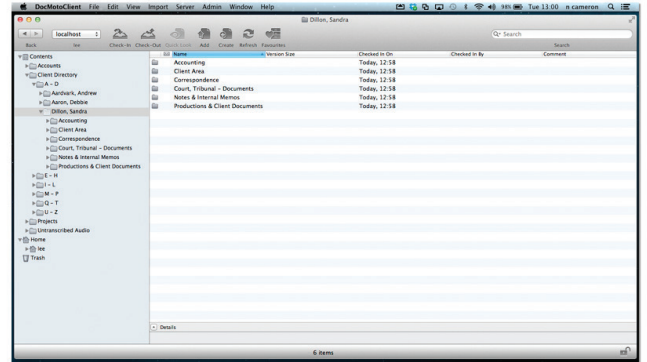 DocMotoClient File Edit View Import Server Admin Window Help 98% Tue 13:00 n cameron
Dillon, Sandra
localhost Search
Back lee Check-In Check-Out Quick Look Add Create Refresh Favourites Search
Name Version Size Checked In On Checked In By Comment
Contents
Accounts
Client Directory
A - D
Aardvark, Andrew
Aaron, Debbie
Dillon, Sandra
Accounting
Client Area
Correspondence
Court, Tribunal - Documents
Notes & Internal Memos
Productions & Client Documents
E - H
I - L
M - P
Q - T
U - Z
Projects
Untranscribed Audio
Home
lee
Trash
Accounting Today, 12:58
Client Area Today, 12:58
Correspondence Today, 12:58
Court, Tribunal - Documents Today, 12:58
Notes & Internal Memos Today, 12:58
Productions & Client Documents Today, 12:58
Details
6 items